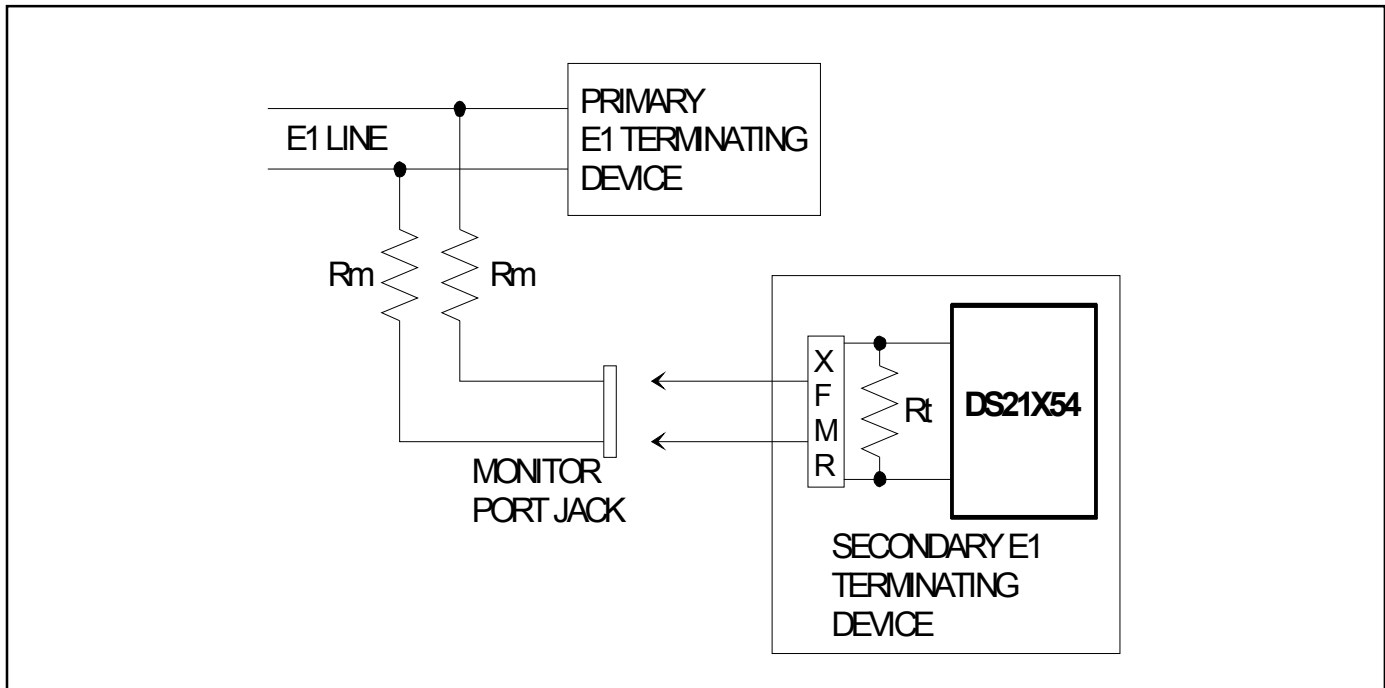 PRIMARY
E1 TERMINATING
DEVICE
E1 LINE
Rm
Rm
MONITOR
PORT JACK
X
F
M
R
Rt
DS21X54
SECONDARY E1
TERMINATING
DEVICE